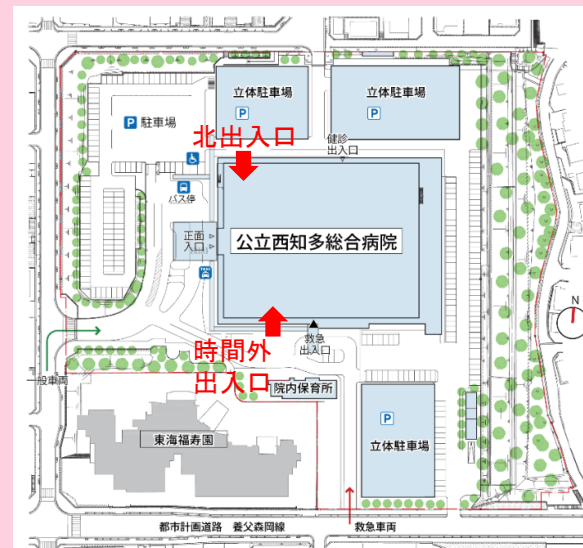 立体駐車場
P
立体駐車場
P
P 駐車場
北出入口
健診
出入口
バス停
正面
入口
公立西知多総合病院
TAXI
N
時間外
出入口
救急
出入口
一般車両
院内保育所
P
立体駐車場
東海福寿園
都市計画道路 養父森岡線
救急車両